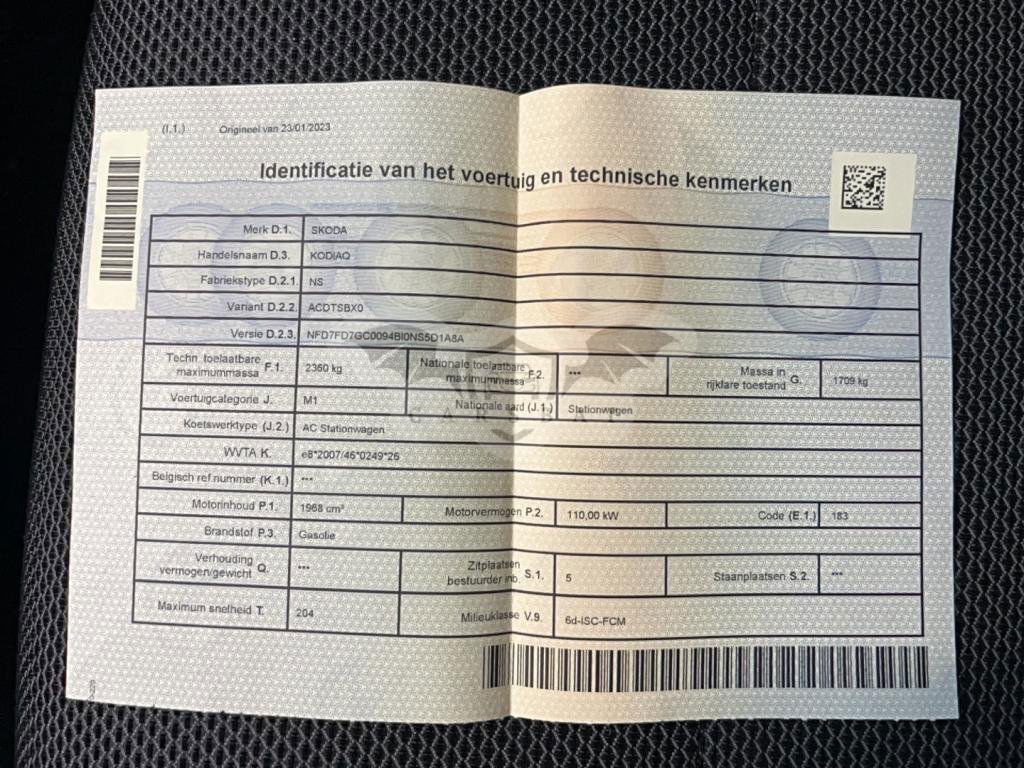 (I.1.) Origineel van 23/01/2023
Identificatie van het voertuig en technische kenmerken
Merk D.1. SKODA
Handelsnaam D.3. KODIAQ
Fabriekstype D.2.1. NS
Variant D.2.2. ACDTSBX0
Versie D.2.3. NFD7FD7GC0094BI0NS5D1A8A
Techn. toelaatbare maximummassa F.1. 2360 kg Nationale toelaatbare maximummassa F.2. *** Massa in rijklare toestand G. 1709 kg
Voertuigcategorie J. M1 Nationale aard (J.1.) Stationwagen
Koetswerktype (J.2.) AC Stationwagen
WVTA K. e8*2007/46*0249*26
Belgisch ref.nummer (K.1.) ***
Motorinhoud P.1. 1968 cm³ Motorvermogen P.2. 110,00 kW Code (E.1.) 183
Brandstof P.3. Gasolie
Verhouding vermogen/gewicht Q. *** Zitplaatsen bestuurder inb. S.1. 5 Staanplaatsen S.2. ***
Maximum snelheid T. 204 Milieuklasse V.9. 6d-ISC-FCM